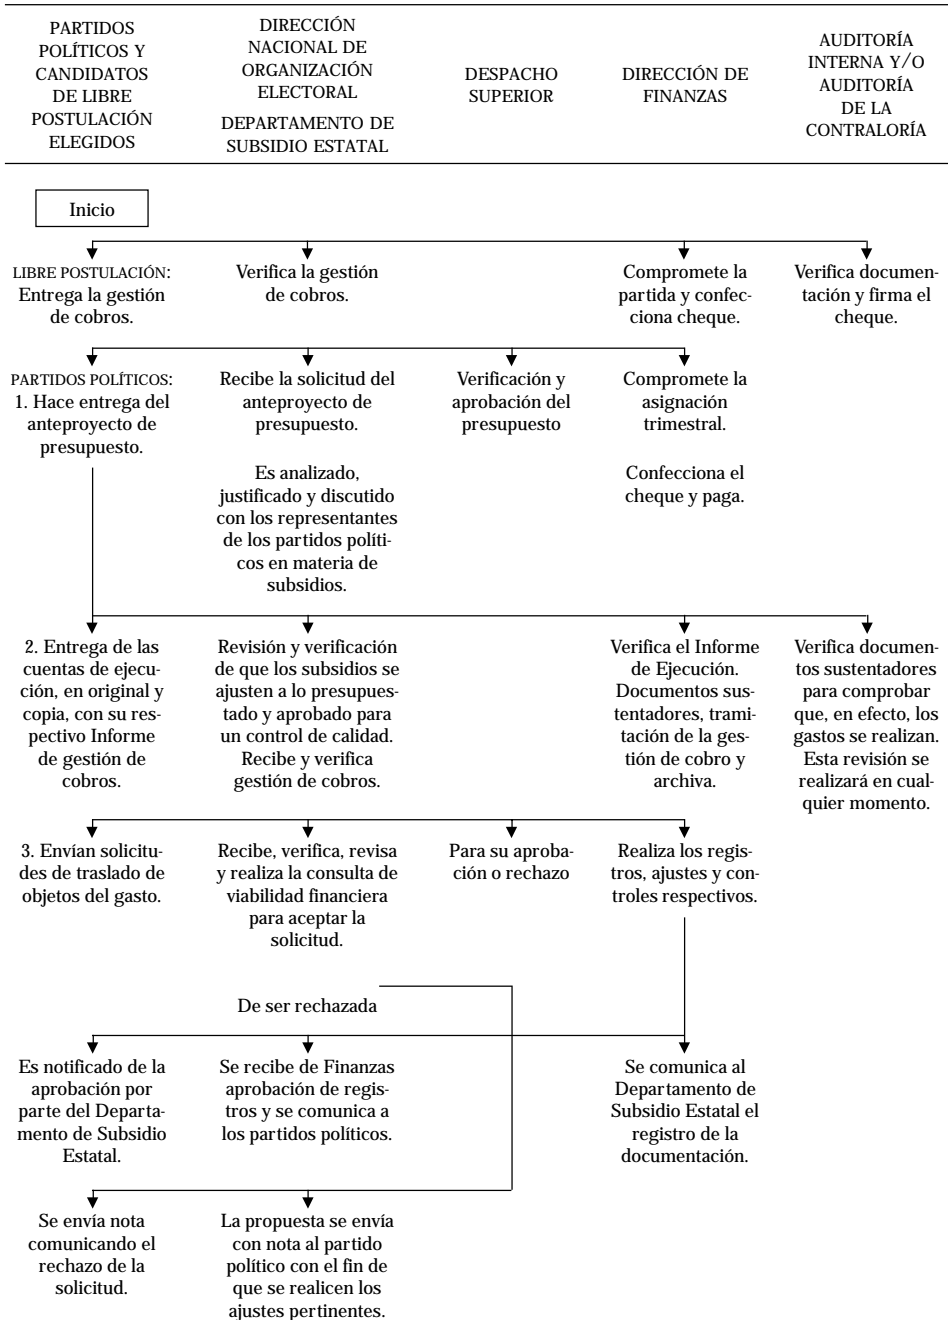 PARTIDOS
POLÍTICOS Y
CANDIDATOS
DE LIBRE
POSTULACIÓN
ELEGIDOS
DIRECCIÓN
NACIONAL DE
ORGANIZACIÓN
ELECTORAL
DEPARTAMENTO DE
SUBSIDIO ESTATAL
DESPACHO
SUPERIOR
DIRECCIÓN DE
FINANZAS
AUDITORÍA
INTERNA Y/O
AUDITORÍA
DE LA
CONTRALORÍA
Inicio
LIBRE POSTULACIÓN:
Entrega la gestión
de cobros.
Verifica la gestión
de cobros.
Compromete la
partida y confec-
ciona cheque.
Verifica documen-
tación y firma el
cheque.
PARTIDOS POLÍTICOS:
1. Hace entrega del
anteproyecto de
presupuesto.
Recibe la solicitud del
anteproyecto de
presupuesto.
Es analizado,
justificado y discutido
con los representantes
de los partidos políti-
cos en materia de
subsidios.
Verificación y
aprobación del
presupuesto
Compromete la
asignación
trimestral.
Confecciona el
cheque y paga.
2. Entrega de las
cuentas de ejecu-
ción, en original y
copia, con su res-
pectivo Informe
de gestión de
cobros.
Revisión y verificación
de que los subsidios se
ajusten a lo presupues-
tado y aprobado para
un control de calidad.
Recibe y verifica
gestión de cobros.
Verifica el Informe
de Ejecución.
Documentos sus-
tentadores, trami-
tación de la ges-
tión de cobro y
archiva.
Verifica documen-
tos sustentadores
para comprobar
que, en efecto, los
gastos se realizan.
Esta revisión se
realizará en cual-
quier momento.
3. Envían solicitu-
des de traslado de
objetos del gasto.
Recibe, verifica, revisa
y realiza la consulta de
viabilidad financiera
para aceptar la
solicitud.
Para su aproba-
ción o rechazo
Realiza los regis-
tros, ajustes y con-
troles respectivos.
De ser rechazada
Es notificado de la
aprobación por
parte del Departa-
mento de Subsidio
Estatal.
Se recibe de Finanzas
aprobación de regis-
tros y se comunica a
los partidos políticos.
Se comunica al
Departamento de
Subsidio Estatal el
registro de la
documentación.
Se envía nota
comunicando el
rechazo de la
solicitud.
La propuesta se envía
con nota al partido
político con el fin de
que se realicen los
ajustes pertinentes.